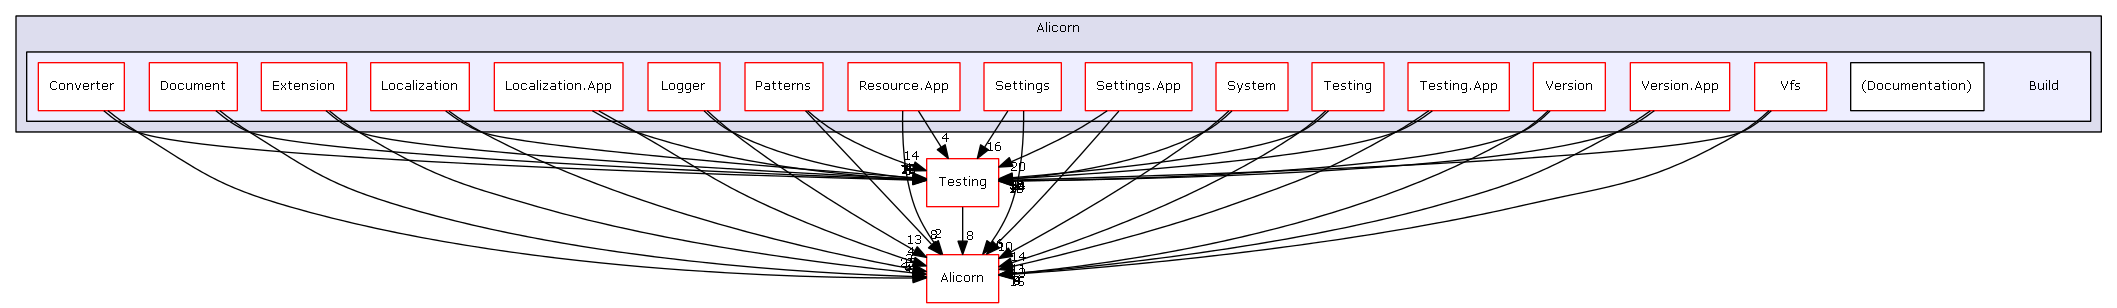 Alicorn
Converter Document Extension Localization Localization.App Logger Patterns Resource.App Settings Settings.App System Testing Testing.App Version Version.App Vfs (Documentation) Build
4
14 16
20
Testing
8
2
8
13
10
14
Alicorn